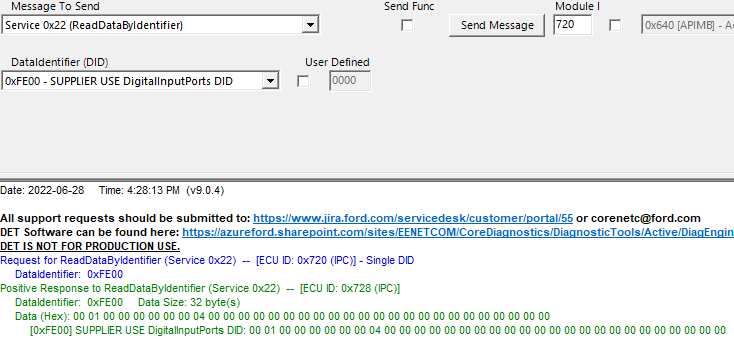 Message To Send
Send Func
Module I
Service 0x22 (ReadDataByIdentifier)
Send Message
720
0x640 [APIMB] - A
DataIdentifier (DID)
User Defined
0xFE00 - SUPPLIER USE DigitalInputPorts DID
0000
Date: 2022-06-28 Time: 4:28:13 PM (v9.0.4)
All support requests should be submitted to: https://www.jira.ford.com/servicedesk/customer/portal/55 or corenetc@ford.com
DET Software can be found here: https://azureford.sharepoint.com/sites/EENETCOM/CoreDiagnostics/DiagnosticTools/Active/DiagEngin
DET IS NOT FOR PRODUCTION USE.
Request for ReadDataByIdentifier (Service 0x22) -- [ECU ID: 0x720 (IPC)] - Single DID
DataIdentifier: 0xFE00
Positive Response to ReadDataByIdentifier (Service 0x22) -- [ECU ID: 0x728 (IPC)]
DataIdentifier: 0xFE00 Data Size: 32 byte(s)
Data (Hex): 00 01 00 00 00 00 00 00 04 00 00 00 00 00 00 00 00 00 00 00 00 00 00 00 00 00 00 00 00 00 00 00
[0xFE00] SUPPLIER USE DigitalInputPorts DID: 00 01 00 00 00 00 00 00 04 00 00 00 00 00 00 00 00 00 00 00 00 00 00 00 00 00 00 00 00 00 00 00